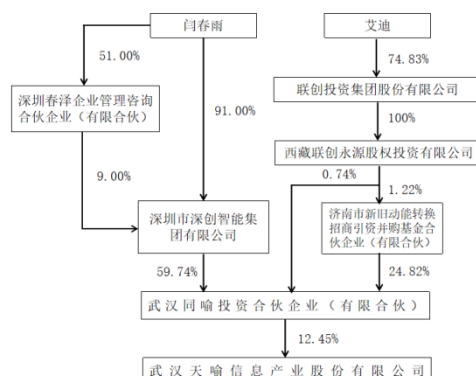 闫春雨
艾迪
51.00%
74.83%
深圳春泽企业管理咨询
合伙企业（有限合伙）
91.00%
联创投资集团股份有限公司
100%
西藏联创永源股权投资有限公司
9.00%
0.74%
1.22%
深圳市深创智能集
团有限公司
济南市新旧动能转换
招商引资并购基金合
伙企业（有限合伙）
59.74%
24.82%
武汉同喻投资合伙企业（有限合伙）
12.45%
武汉天喻信息产业股份有限公司